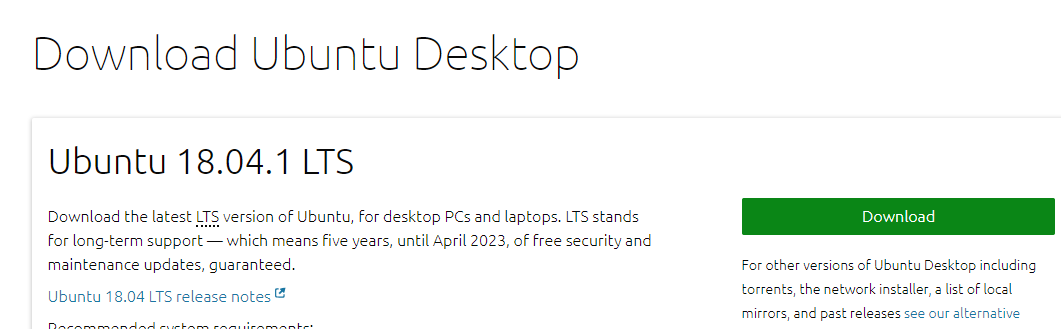 Download Ubuntu Desktop
Ubuntu 18.04.1 LTS
Download the latest LTS version of Ubuntu, for desktop PCs and laptops. LTS stands
for long-term support — which means five years, until April 2023, of free security and
maintenance updates, guaranteed.
Ubuntu 18.04 LTS release notes
Recommended system requirements:
Download
For other versions of Ubuntu Desktop including
torrents, the network installer, a list of local
mirrors, and past releases see our alternative